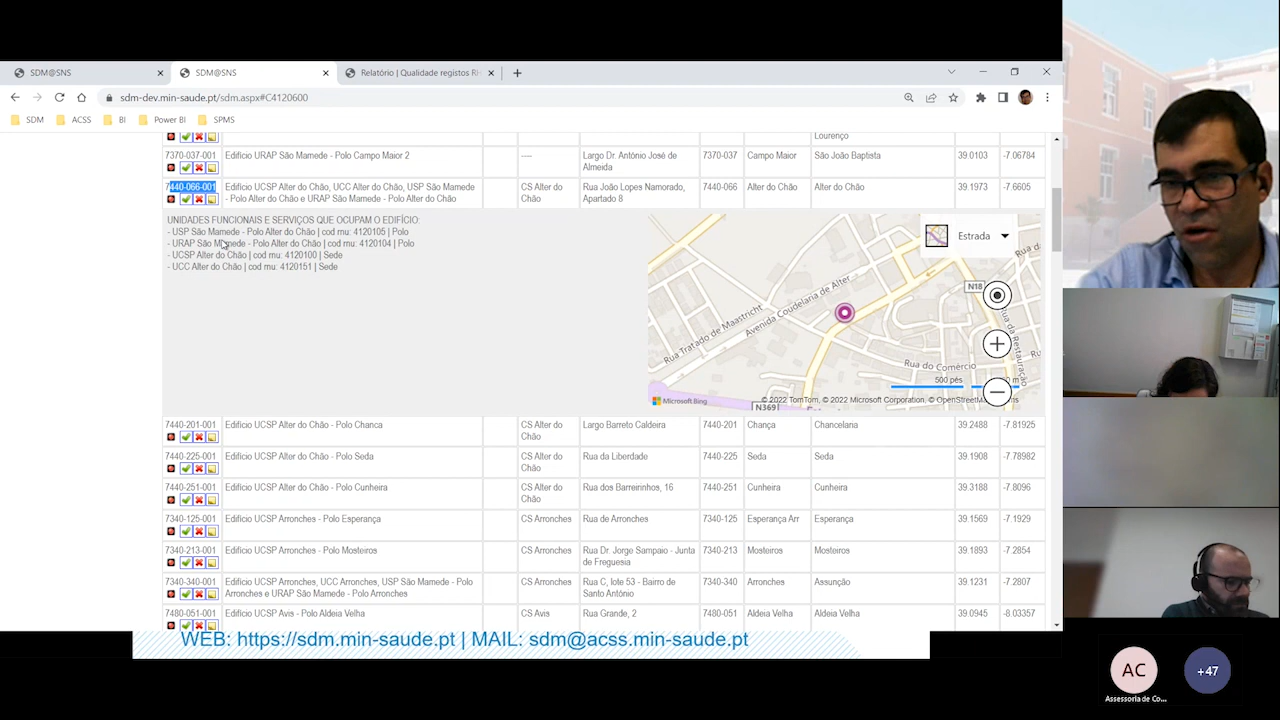 SDM@SNS
SDM@SNS
Relatório | Qualidade registos RH
sdm-dev.min-saude.pt/sdm.aspx#C4120600
SDM ACSS BI Power BI SPMS
Lourenço
7370-037-001 Edifício URAP São Mamede - Polo Campo Maior 2 ---- Largo Dr. António José de 7370-037 Campo Maior São João Baptista 39.0103 -7.06784
Almeida
7440-066-001 Edifício UCSP Alter do Chão, UCC Alter do Chão, USP São Mamede CS Alter do Rua João Lopes Namorado, 7440-066 Alter do Chão Alter do Chão 39.1973 -7.6605
- Polo Alter do Chão e URAP São Mamede - Polo Alter do Chão Chão Apartado 8
UNIDADES FUNCIONAIS E SERVIÇOS QUE OCUPAM O EDIFÍCIO:
- USP São Mamede - Polo Alter do Chão | cod mu: 4120105 | Polo
- URAP São Mamede - Polo Alter do Chão | cod mu: 4120104 | Polo
- UCSP Alter do Chão | cod mu: 4120100 | Sede
- UCC Alter do Chão | cod mu: 4120151 | Sede
Estrada
N18
Avenida Coudelaria de Alter...
Rua Tratado de Maastricht
Rua da Restauração
Rua do Comércio
500 pés
Microsoft Bing
N369
© 2022 TomTom, © 2022 Microsoft Corporation, © OpenStreetM
7440-201-001 Edifício UCSP Alter do Chão - Polo Chanca CS Alter do Largo Barreto Caldeira 7440-201 Chança Chancelaria 39.2488 -7.81925
Chão
7440-225-001 Edifício UCSP Alter do Chão - Polo Seda CS Alter do Rua da Liberdade 7440-225 Seda Seda 39.1908 -7.78982
Chão
7440-251-001 Edifício UCSP Alter do Chão - Polo Cunheira CS Alter do Rua dos Barreirinhos, 16 7440-251 Cunheira Cunheira 39.3188 -7.8096
Chão
7340-125-001 Edifício UCSP Arronches - Polo Esperança CS Arronches Rua de Arronches 7340-125 Esperança Arr Esperança 39.1569 -7.1929
7340-213-001 Edifício UCSP Arronches - Polo Mosteiros CS Arronches Rua Dr. Jorge Sampaio - Junta 7340-213 Mosteiros Mosteiros 39.1893 -7.2854
de Freguesia
7340-340-001 Edifício UCSP Arronches, UCC Arronches, USP São Mamede - Polo CS Arronches Rua C, lote 53 - Bairro de 7340-340 Arronches Assunção 39.1231 -7.2807
Arronches e URAP São Mamede - Polo Arronches Santo António
7480-051-001 Edifício UCSP Avis - Polo Aldeia Velha CS Avis Rua Grande, 2 7480-051 Aldeia Velha Aldeia Velha 39.0945 -8.03357
WEB: https://sdm.min-saude.pt | MAIL: sdm@acss.min-saude.pt
AC
+47
Assessoria de Co...